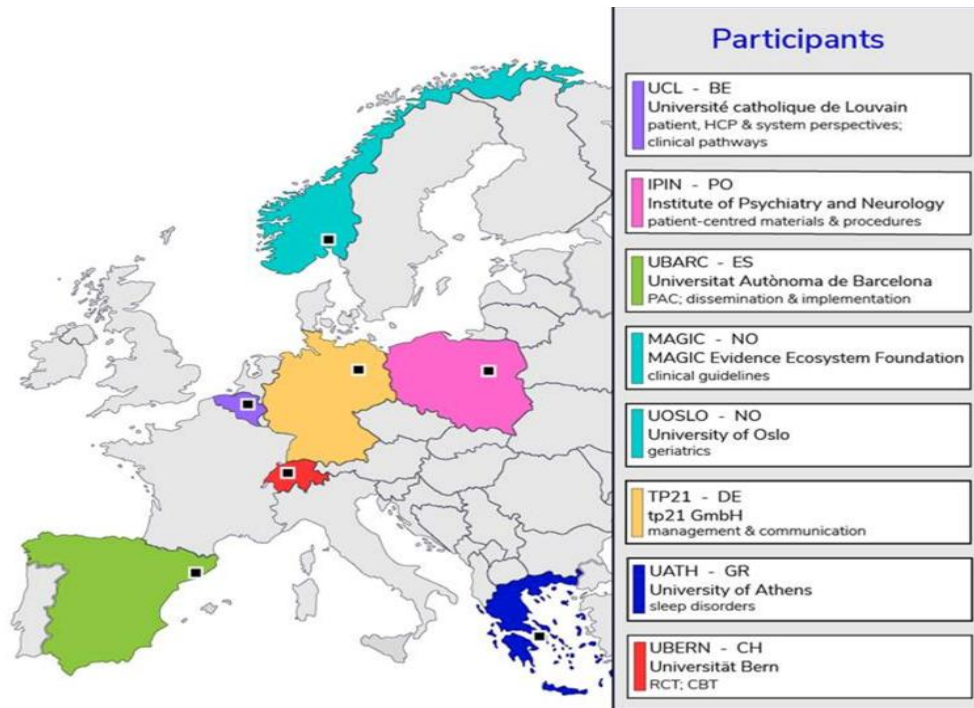 Participants
UCL - BE
Université catholique de Louvain
patient, HCP & system perspectives;
clinical pathways
IPIN - PO
Institute of Psychiatry and Neurology
patient-centred materials & procedures
UBARC - ES
Universitat Autònoma de Barcelona
PAC; dissemination & implementation
MAGIC - NO
MAGIC Evidence Ecosystem Foundation
clinical guidelines
UOSLO - NO
University of Oslo
geriatrics
TP21 - DE
tp21 GmbH
management & communication
UATH - GR
University of Athens
sleep disorders
UBERN - CH
Universität Bern
RCT; CBT